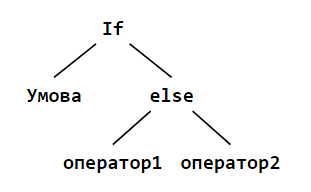 If
Умова else
оператор1 оператор2